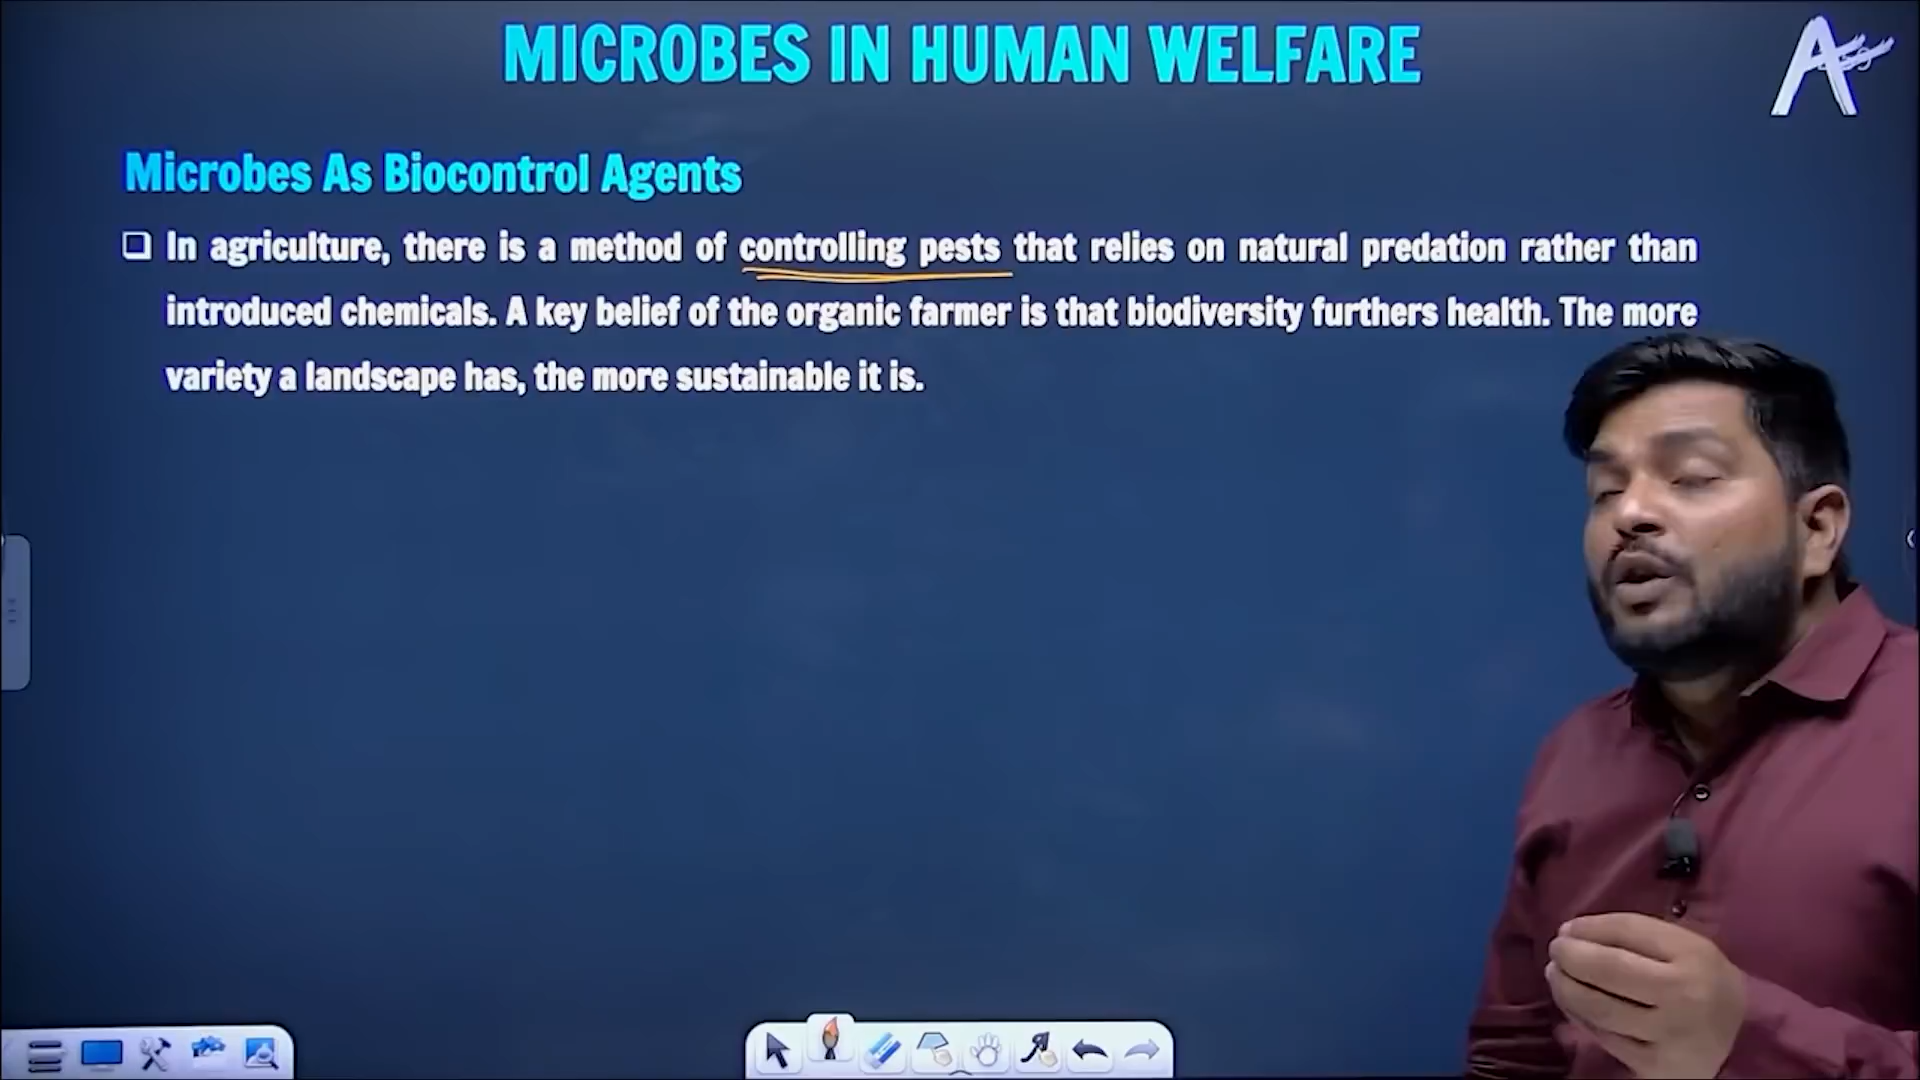 MICROBES IN HUMAN WELFARE
Microbes As Biocontrol Agents
In agriculture, there is a method of controlling pests that relies on natural predation rather than
introduced chemicals. A key belief of the organic farmer is that biodiversity furthers health. The more
variety a landscape has, the more sustainable it is.